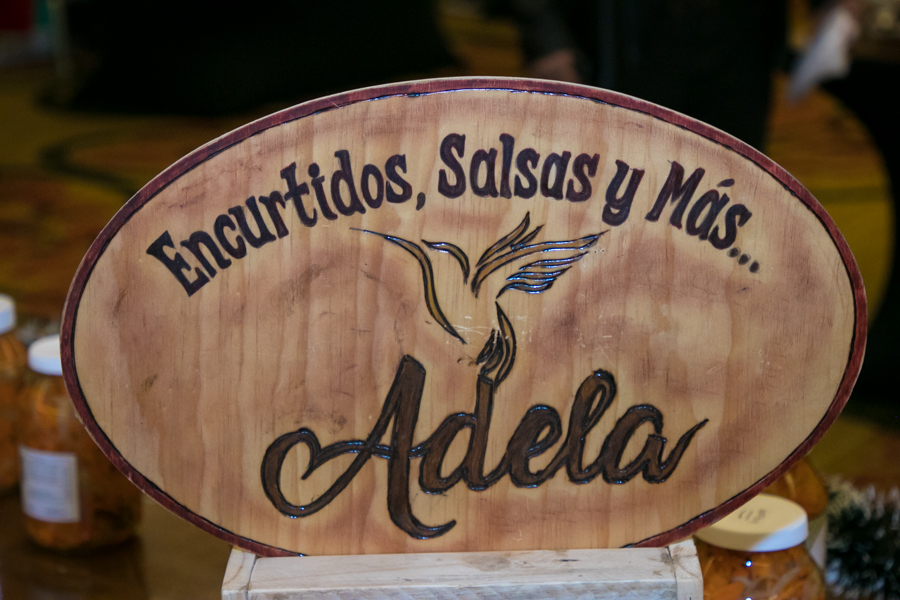 Encurtidos, Salsas y Más...
Adela